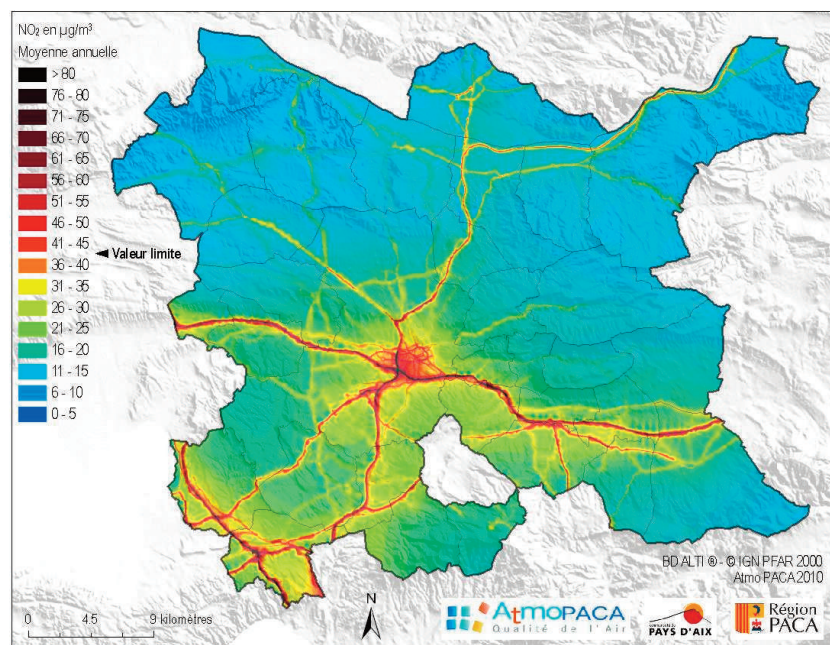 NO₂ en µg/m³
Moyenne annuelle
> 80
76 - 80
71 - 75
66 - 70
61 - 65
56 - 60
51 - 55
46 - 50
41 - 45
36 - 40
31 - 35
26 - 30
21 - 25
16 - 20
11 - 15
6 - 10
0 - 5
Valeur limite
BD ALTI ® - © IGN PFAR 2000
Atmo PACA 2010
0 4.5 9 kilomètres
N
AtmoPACA
Qualité de l'Air
PAYS D'AIX
Région
PACA